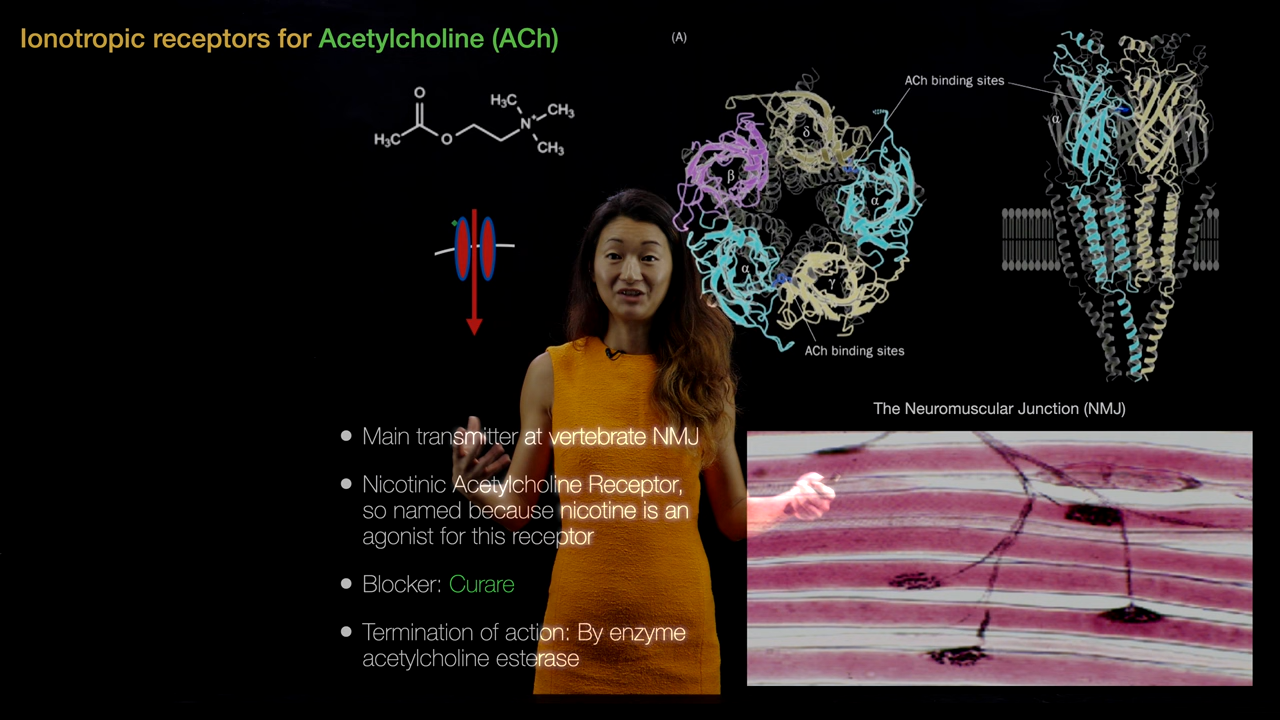 Ionotropic receptors for Acetylcholine (ACh)
(A)
ACh binding sites
O
H₃C
CH₃
N⁺
H₃C
O
CH₃
δ
β
α
α
γ
α
γ
ACh binding sites
The Neuromuscular Junction (NMJ)
• Main transmitter at vertebrate NMJ
• Nicotinic Acetylcholine Receptor,
so named because nicotine is an
agonist for this receptor
• Blocker: Curare
• Termination of action: By enzyme
acetylcholine esterase